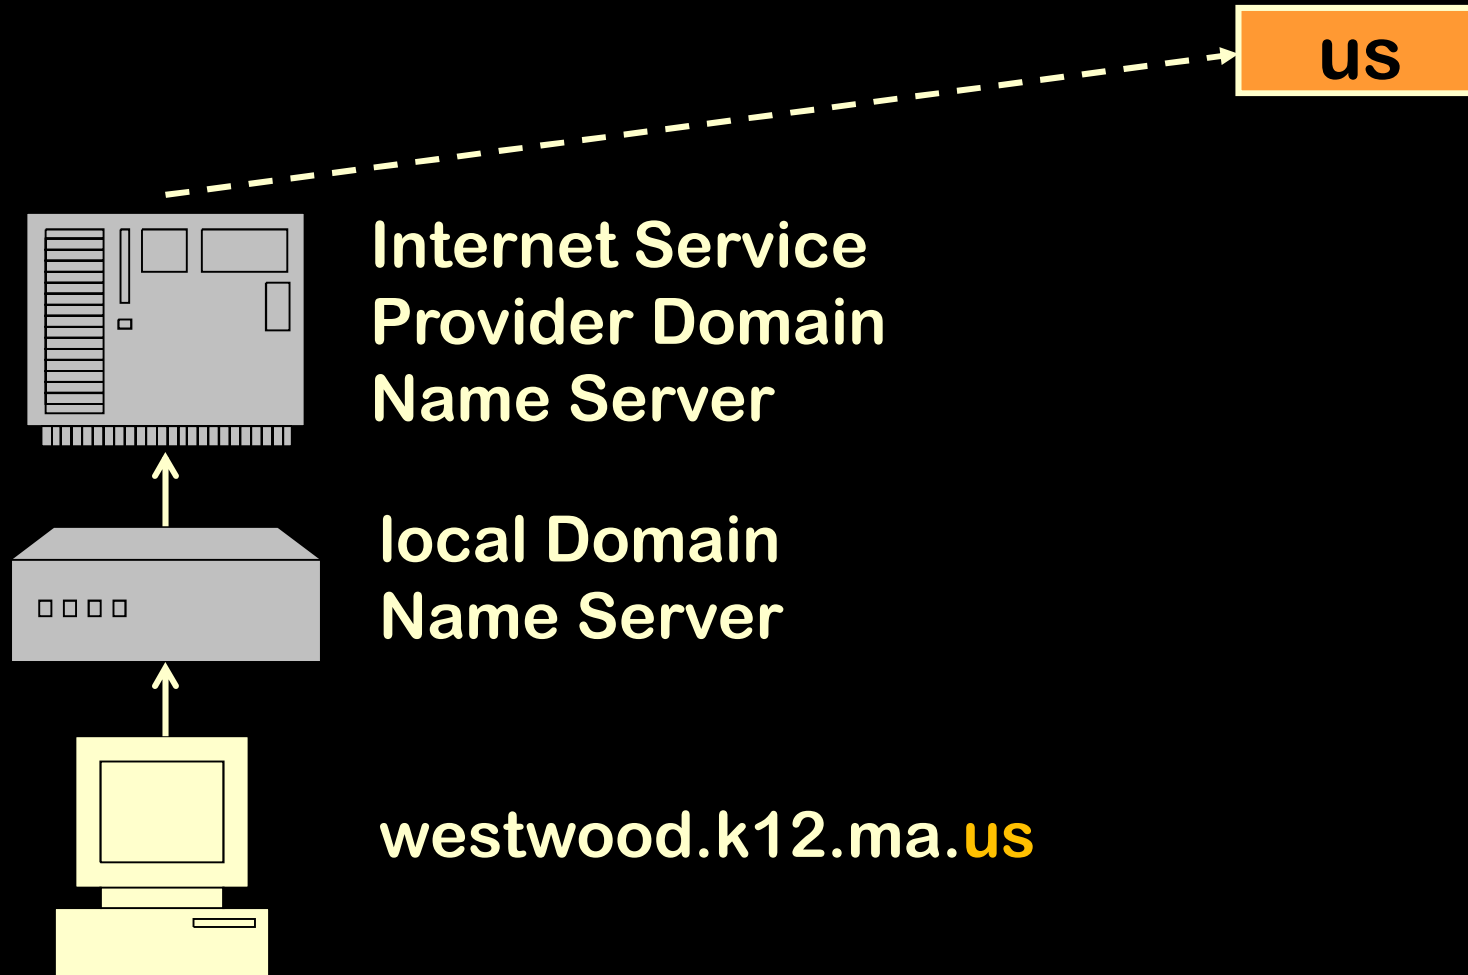 us
Internet Service
Provider Domain
Name Server
local Domain
Name Server
westwood.k12.ma.us